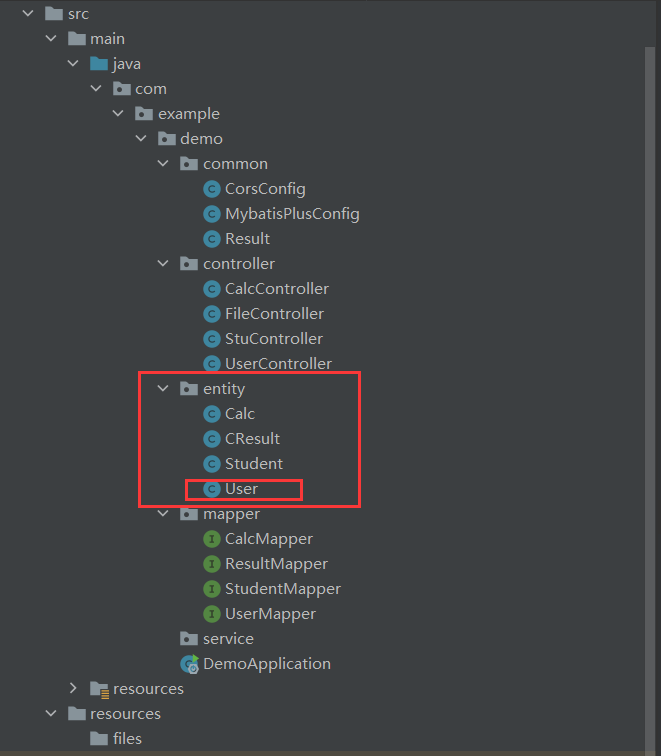 src
main
java
com
example
demo
common
CorsConfig
MybatisPlusConfig
Result
controller
CalcController
FileController
StuController
UserController
entity
Calc
CResult
Student
User
mapper
CalcMapper
ResultMapper
StudentMapper
UserMapper
service
DemoApplication
resources
resources
files